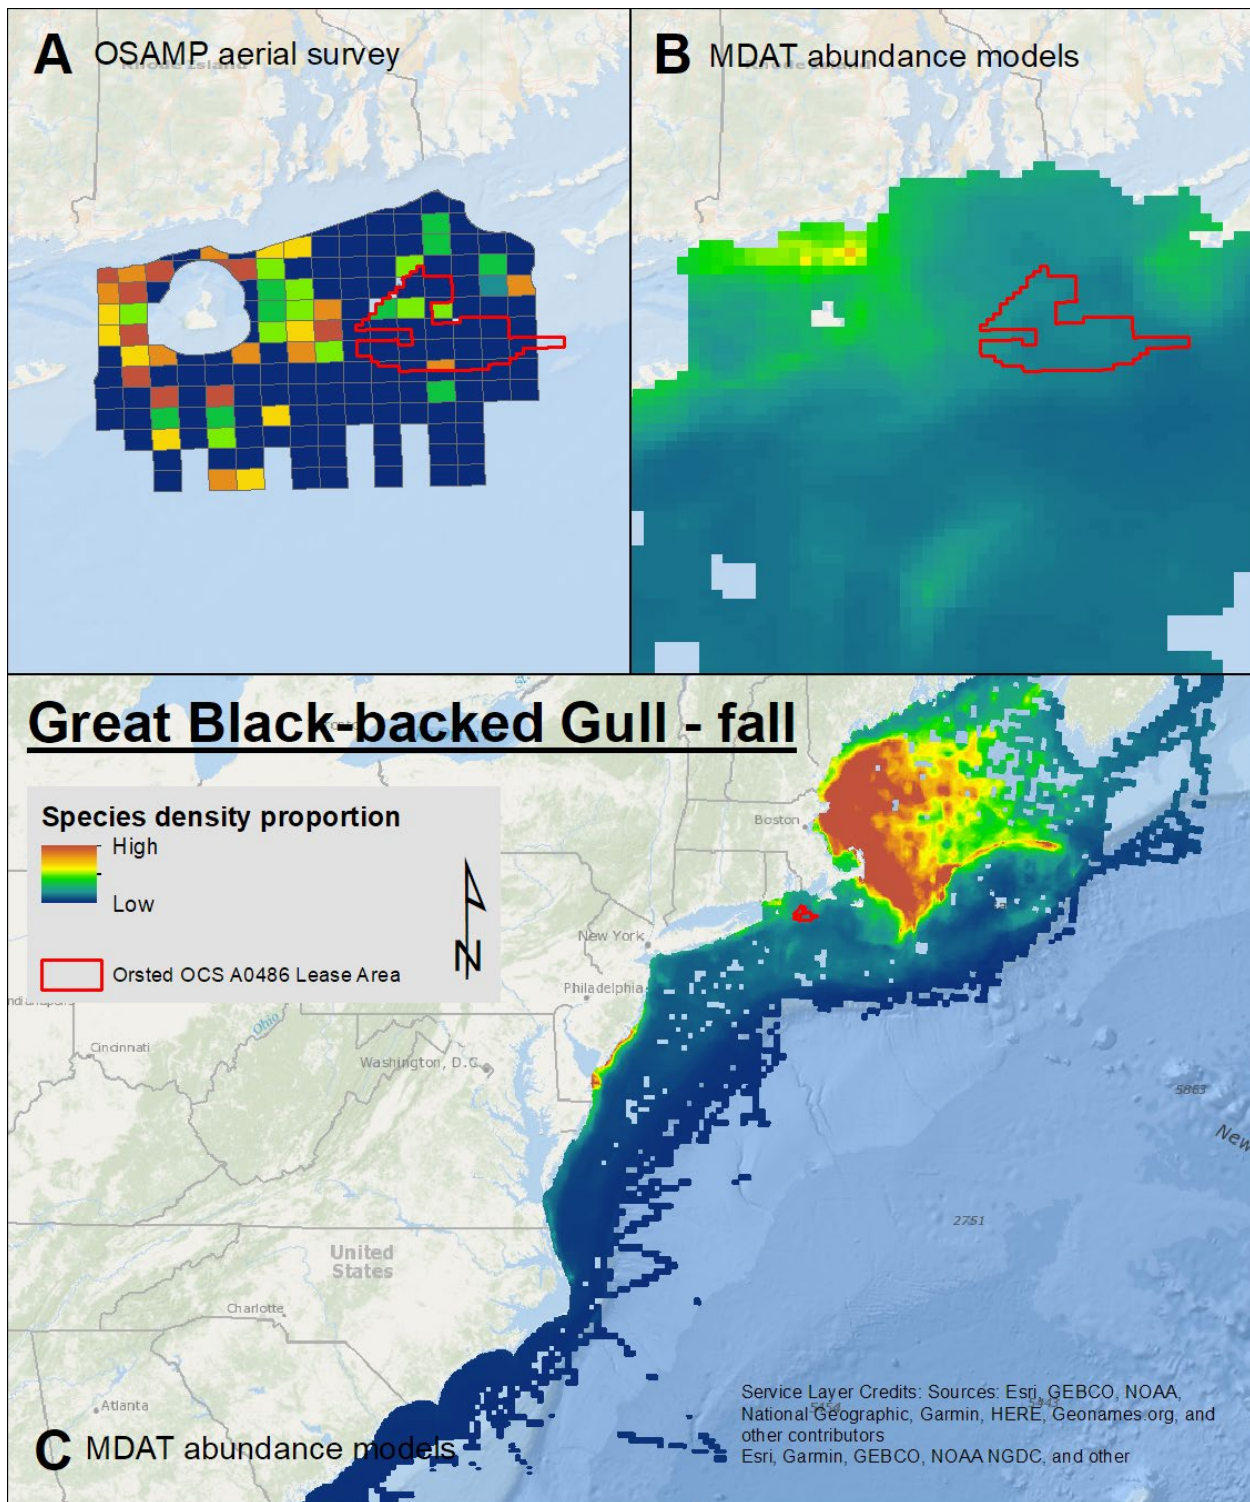 A OSAMP aerial survey
Rhode Island
B MDAT abundance models
Great Black-backed Gull - fall
Species density proportion
High
Low
N
Orsted OCS A0486 Lease Area
Boston
New York
Philadelphia
Ohio
Cincinnati
Washington, D.C.
5863
New
2751
United
States
Charlotte
Atlanta
C MDAT abundance models
Service Layer Credits: Sources: Esri, GEBCO, NOAA,
National Geographic, Garmin, HERE, Geonames.org, and
other contributors
Esri, Garmin, GEBCO, NOAA NGDC, and other